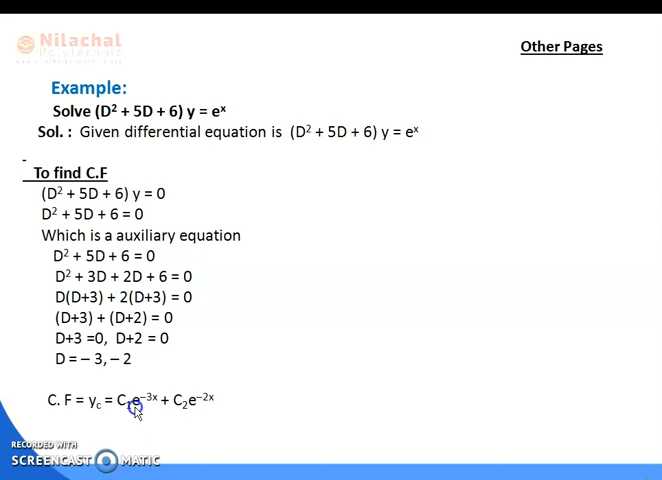 Nilachal
Polytechnic
Other Pages
Example:
Solve (D² + 5D + 6) y = eˣ
Sol. : Given differential equation is (D² + 5D + 6) y = eˣ
To find C.F
(D² + 5D + 6) y = 0
D² + 5D + 6 = 0
Which is a auxiliary equation
D² + 5D + 6 = 0
D² + 3D + 2D + 6 = 0
D(D+3) + 2(D+3) = 0
(D+3) + (D+2) = 0
D+3 =0, D+2 = 0
D = – 3, – 2
C. F = y_c = C₁e⁻³ˣ + C₂e⁻²ˣ
RECORDED WITH
SCREENCAST MATIC